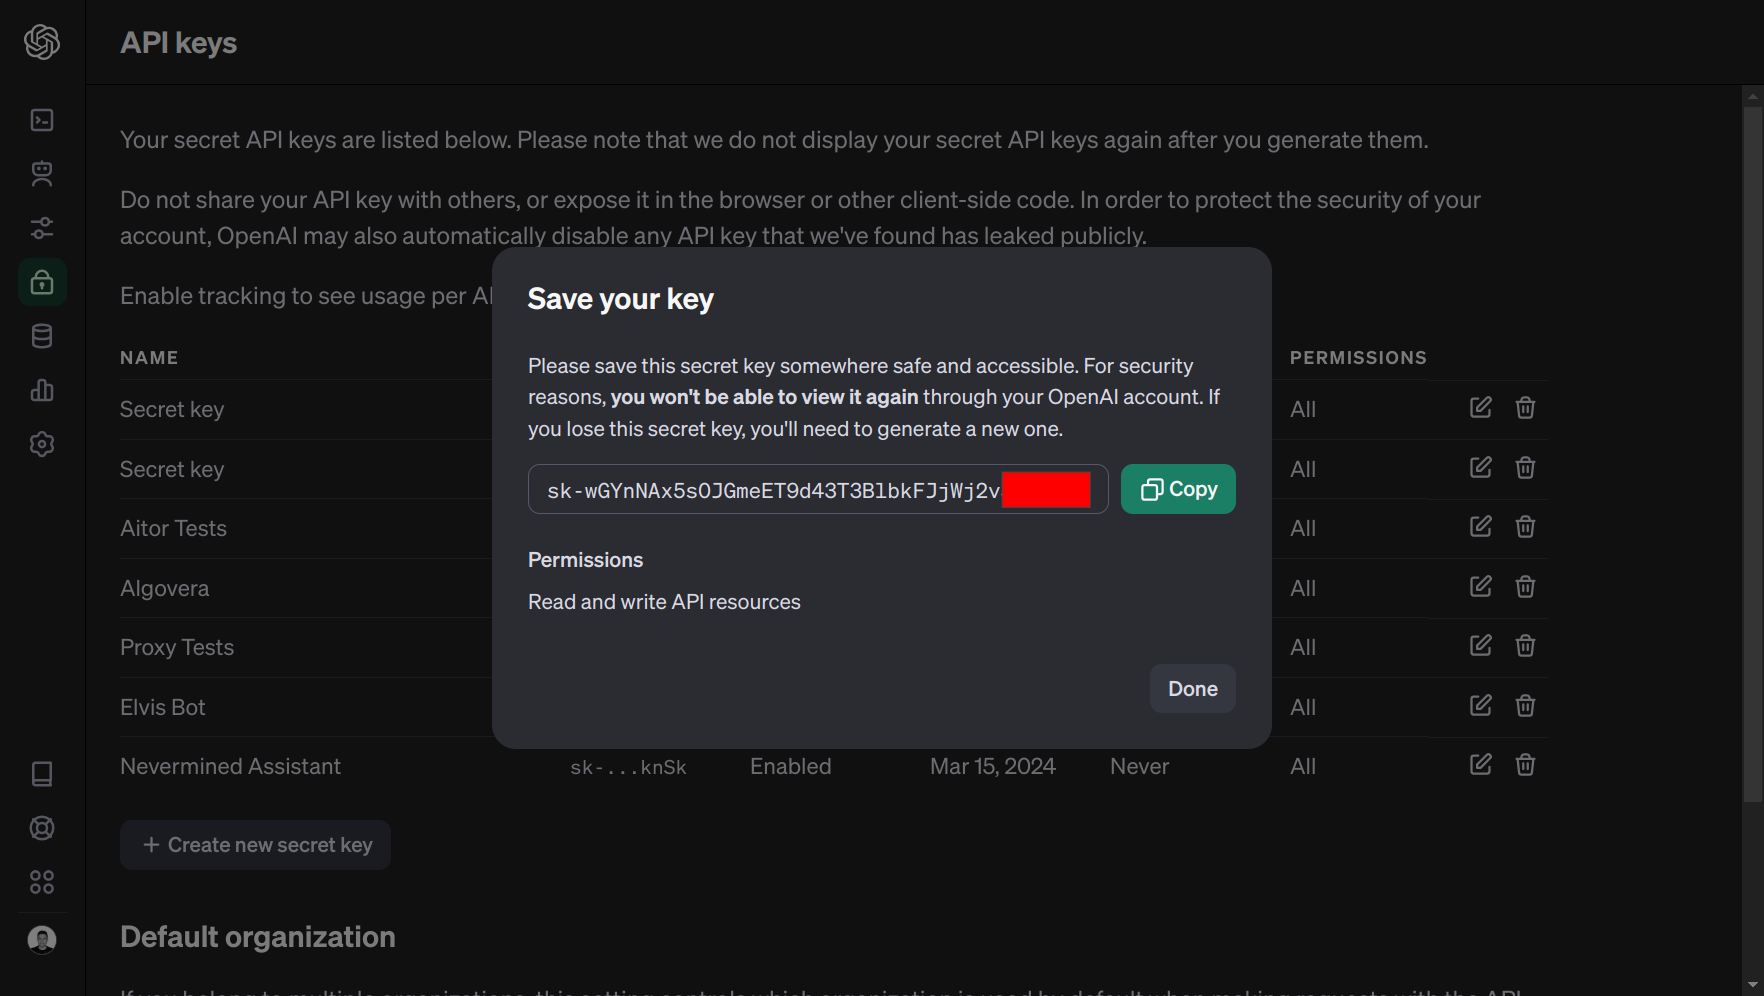 API keys
Your secret API keys are listed below. Please note that we do not display your secret API keys again after you generate them.
Do not share your API key with others, or expose it in the browser or other client-side code. In order to protect the security of your
account, OpenAI may also automatically disable any API key that we've found has leaked publicly.
Enable tracking to see usage per
Save your key
Please save this secret key somewhere safe and accessible. For security
reasons, you won't be able to view it again through your OpenAI account. If
you lose this secret key, you'll need to generate a new one.
sk-wGYnNAx5sOJGmeET9d43T3BlbkFJjWj2v
Copy
Permissions
Read and write API resources
Done
NAME PERMISSIONS
Secret key All
Secret key All
Aitor Tests All
Algovera All
Proxy Tests All
Elvis Bot All
Nevermined Assistant sk-...knSk Enabled Mar 15, 2024 Never All
+ Create new secret key
Default organization